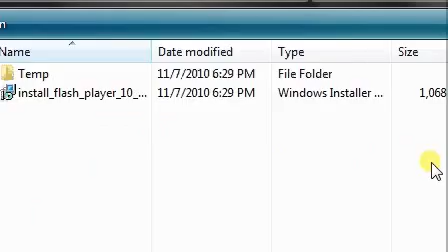 n
Name Date modified Type Size
Temp 11/7/2010 6:29 PM File Folder
install_flash_player_10_... 11/7/2010 6:29 PM Windows Installer ... 1,068